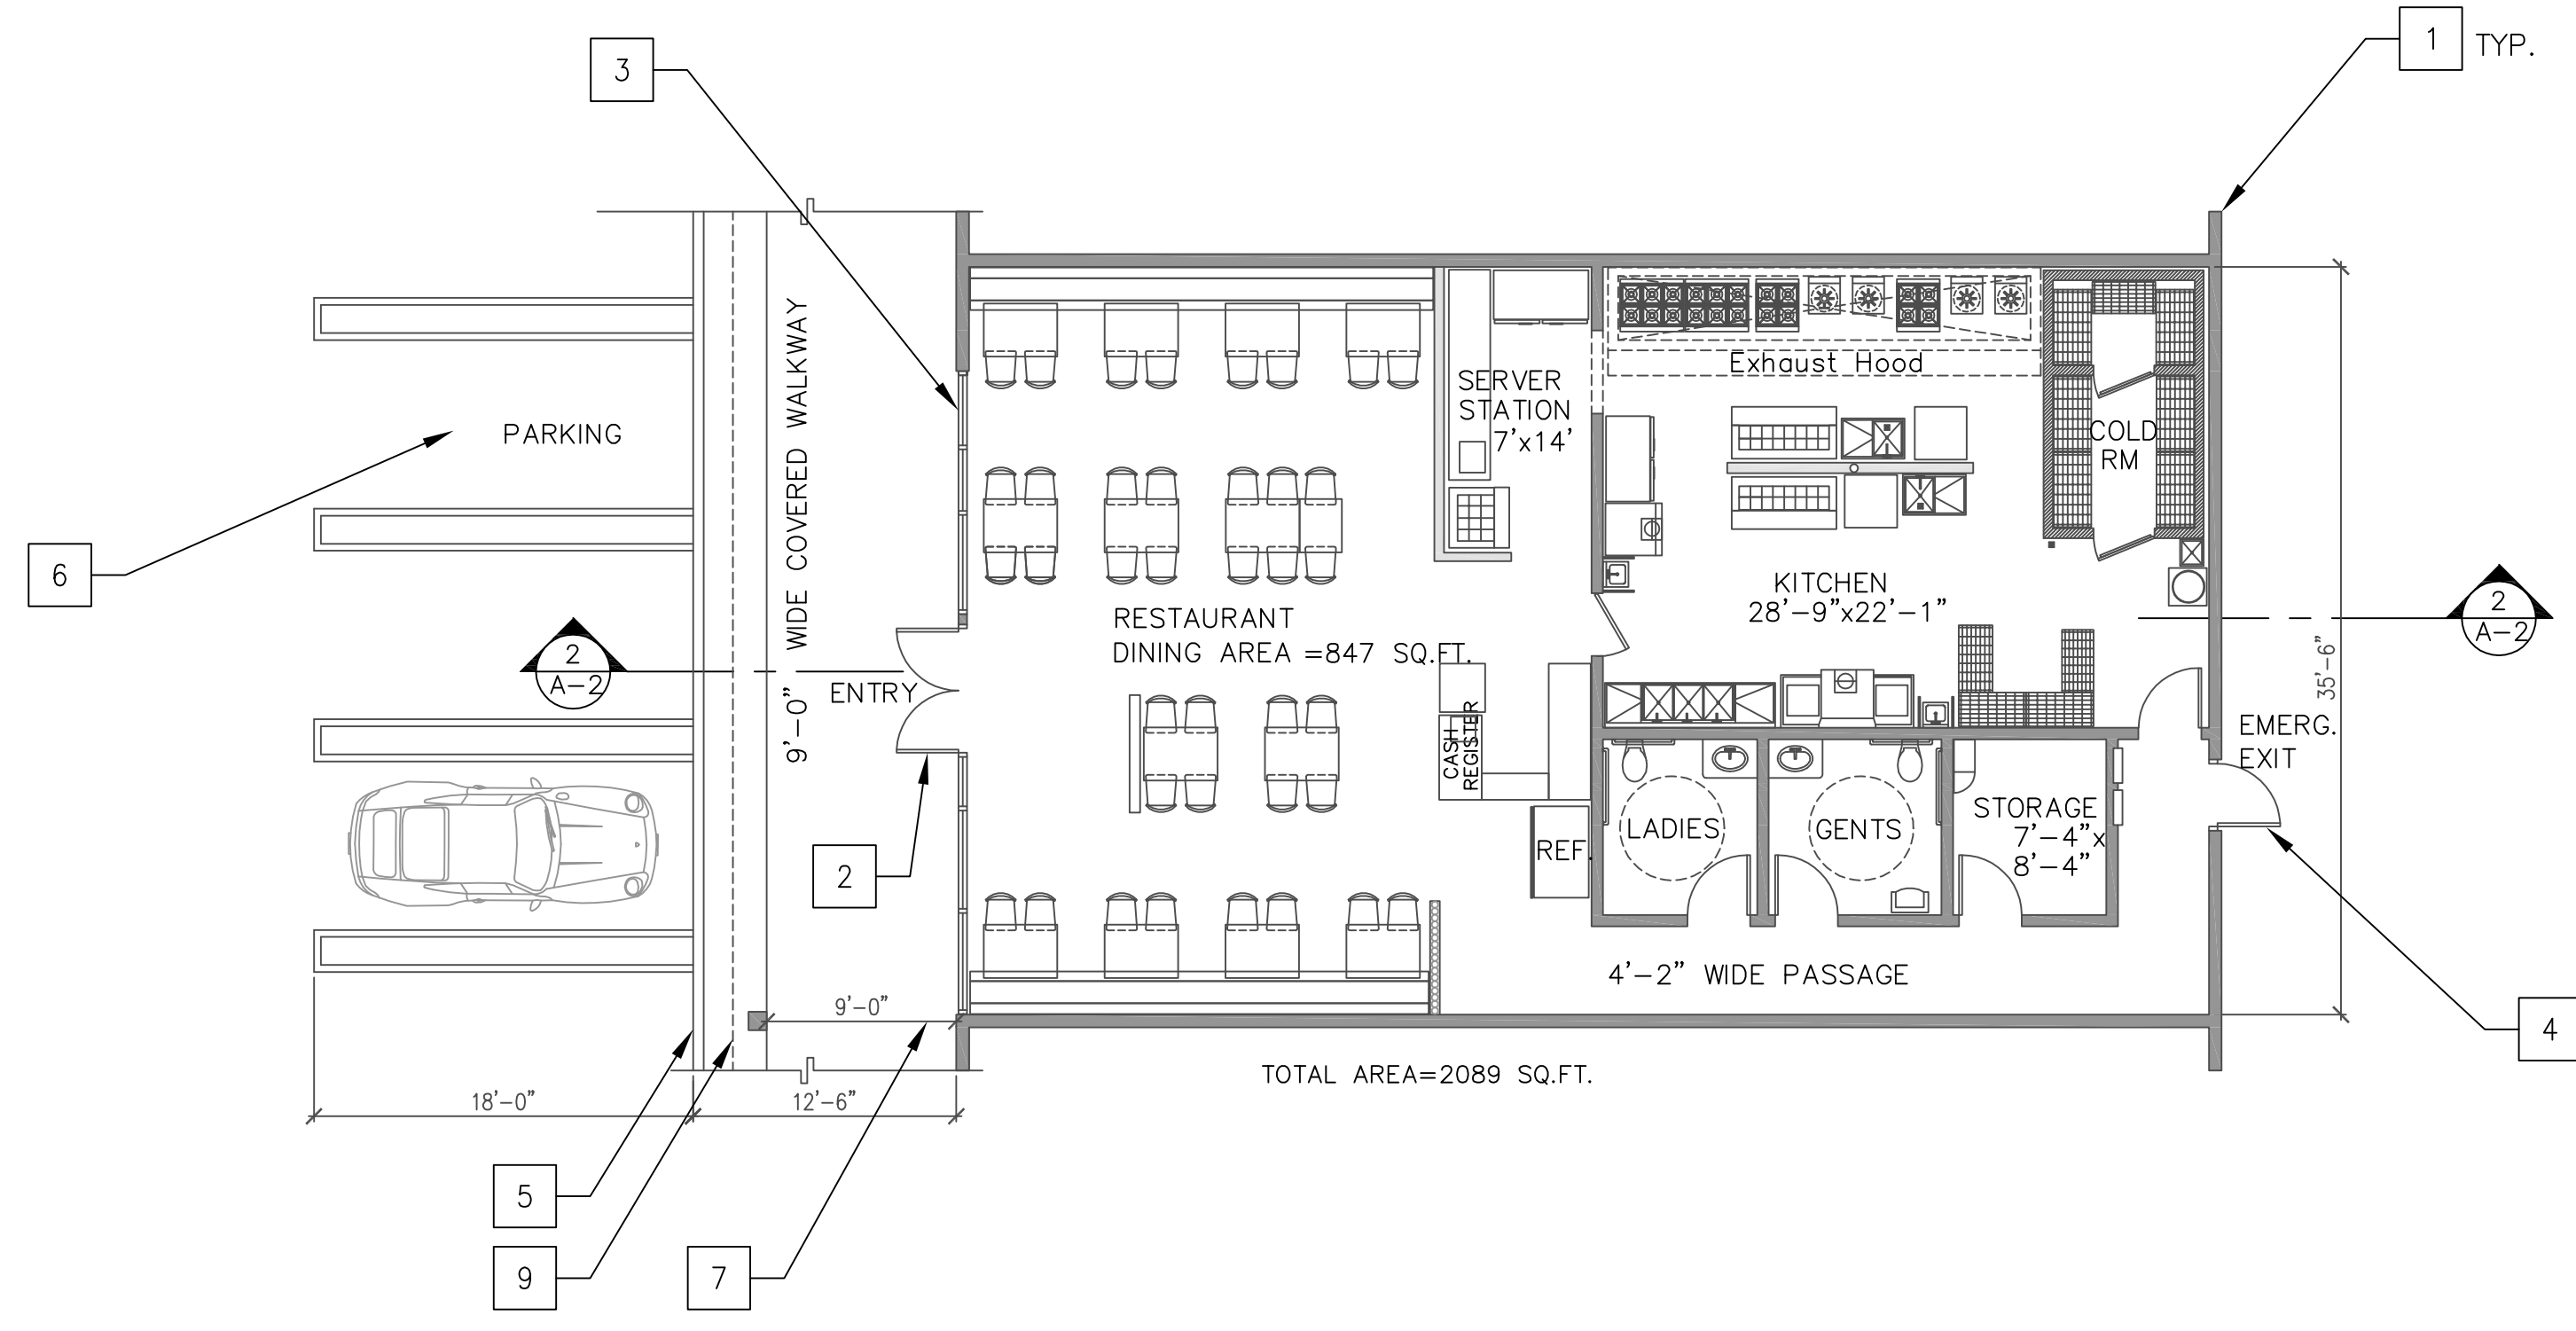 1 TYP.
3
WIDE COVERED WALKWAY
9'-0"
PARKING
6
Exhaust Hood
SERVER
STATION
7'x14'
COLD
RM
KITCHEN
28'-9"x22'-1"
RESTAURANT
DINING AREA =847 SQ.FT.
2
A-2
2
A-2
ENTRY
35'-6"
CASH
REGISTER
EMERG.
EXIT
STORAGE
7'-4"x
8'-4"
LADIES
GENTS
REF.
2
4'-2" WIDE PASSAGE
9'-0"
4
TOTAL AREA=2089 SQ.FT.
18'-0"
12'-6"
5
9
7